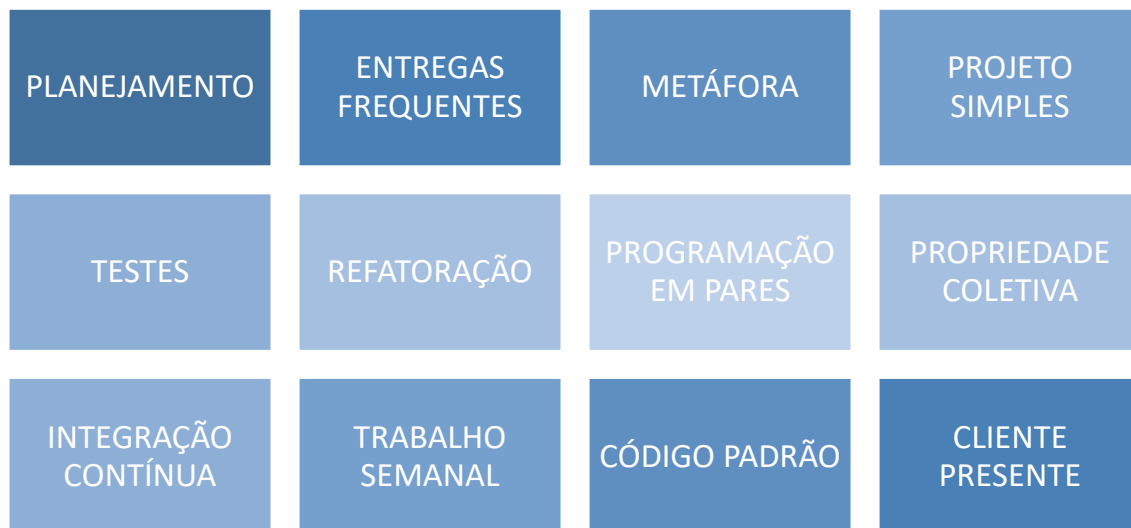 PLANEJAMENTO
ENTREGAS
FREQUENTES
METÁFORA
PROJETO
SIMPLES
TESTES
REFATORAÇÃO
PROGRAMAÇÃO
EM PARES
PROPRIEDADE
COLETIVA
INTEGRAÇÃO
CONTÍNUA
TRABALHO
SEMANAL
CÓDIGO PADRÃO
CLIENTE
PRESENTE